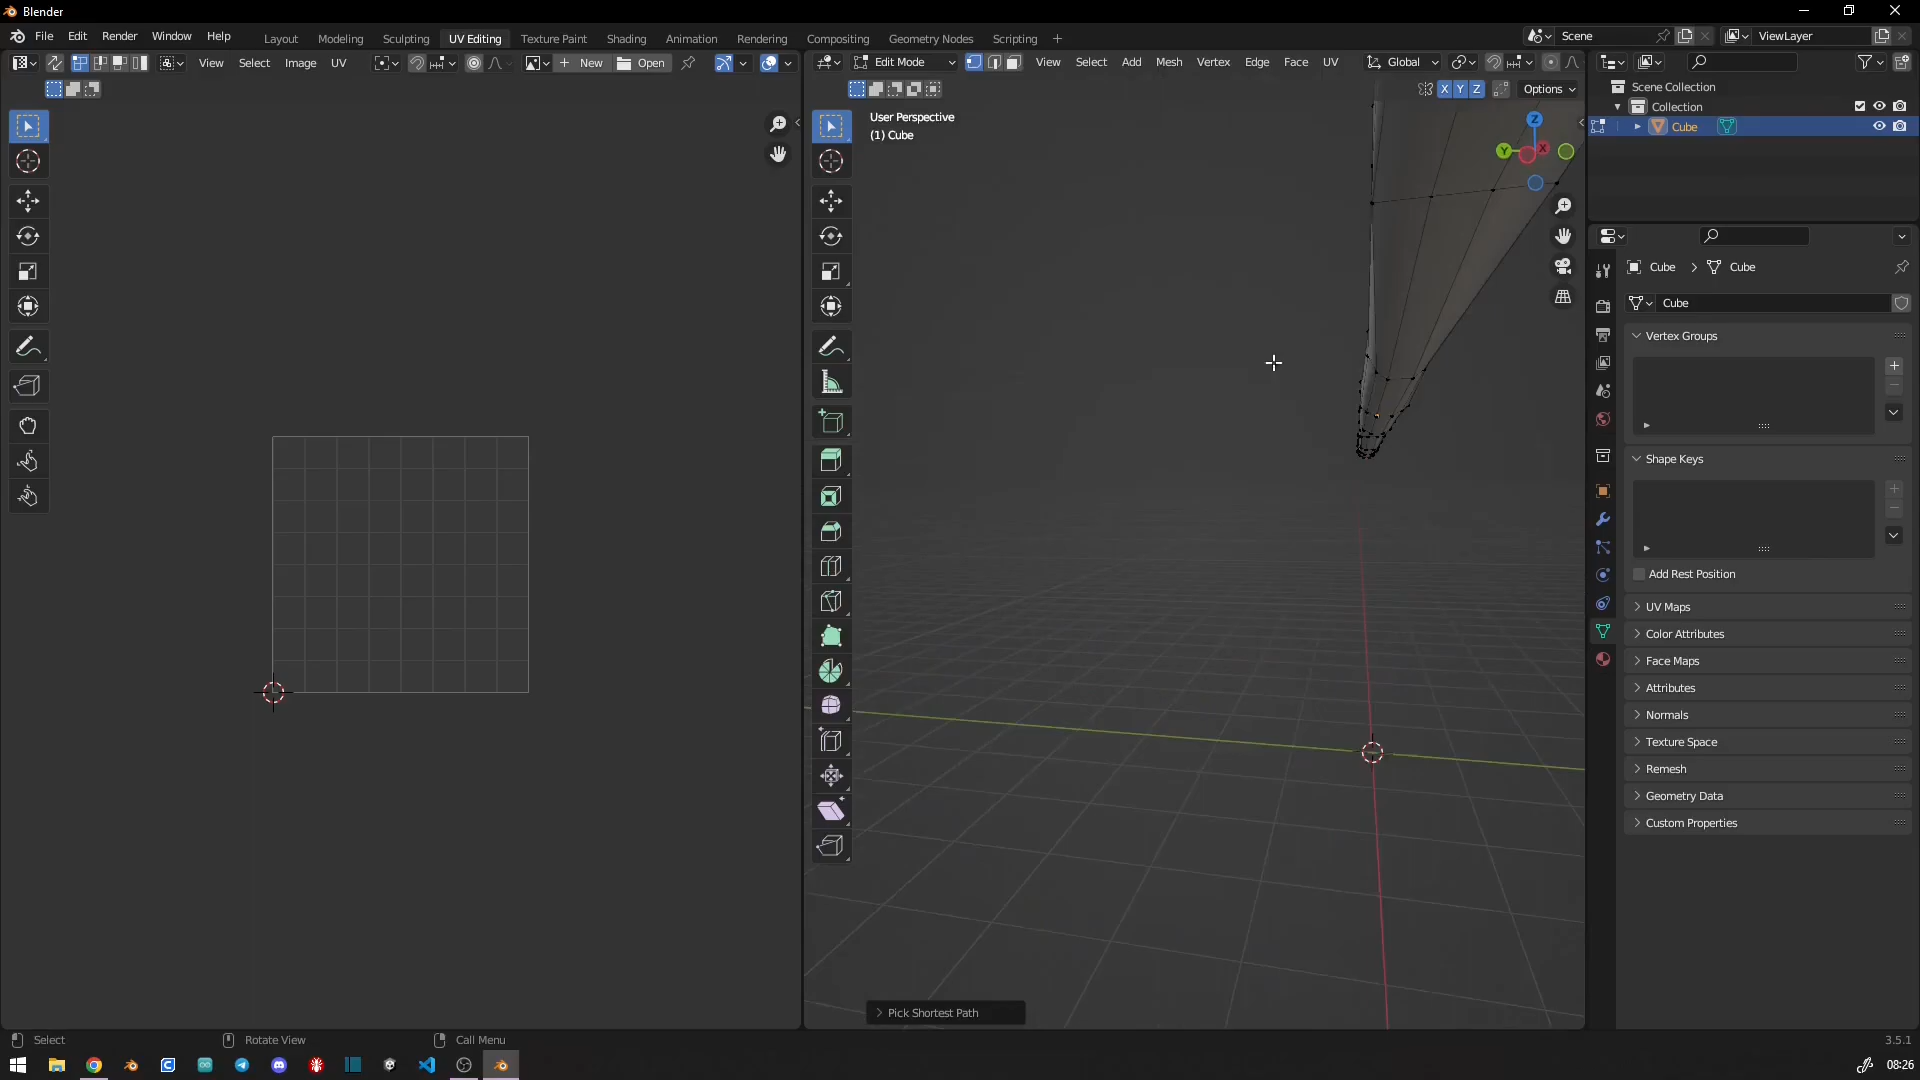 Blender
File Edit Render Window Help
Layout Modeling Sculpting UV Editing Texture Paint Shading Animation Rendering Compositing Geometry Nodes Scripting +
Scene
ViewLayer
View Select Image UV
New
Open
Edit Mode
View Select Add Mesh Vertex Edge Face UV
Global
X Y Z
Options
User Perspective
(1) Cube
Z
Y
X
Scene Collection
Collection
Cube
Cube > Cube
Cube
Vertex Groups
Shape Keys
Add Rest Position
UV Maps
Color Attributes
Face Maps
Attributes
Normals
Texture Space
Remesh
Geometry Data
Custom Properties
Pick Shortest Path
Select
Rotate View
Call Menu
3.5.1
08:26